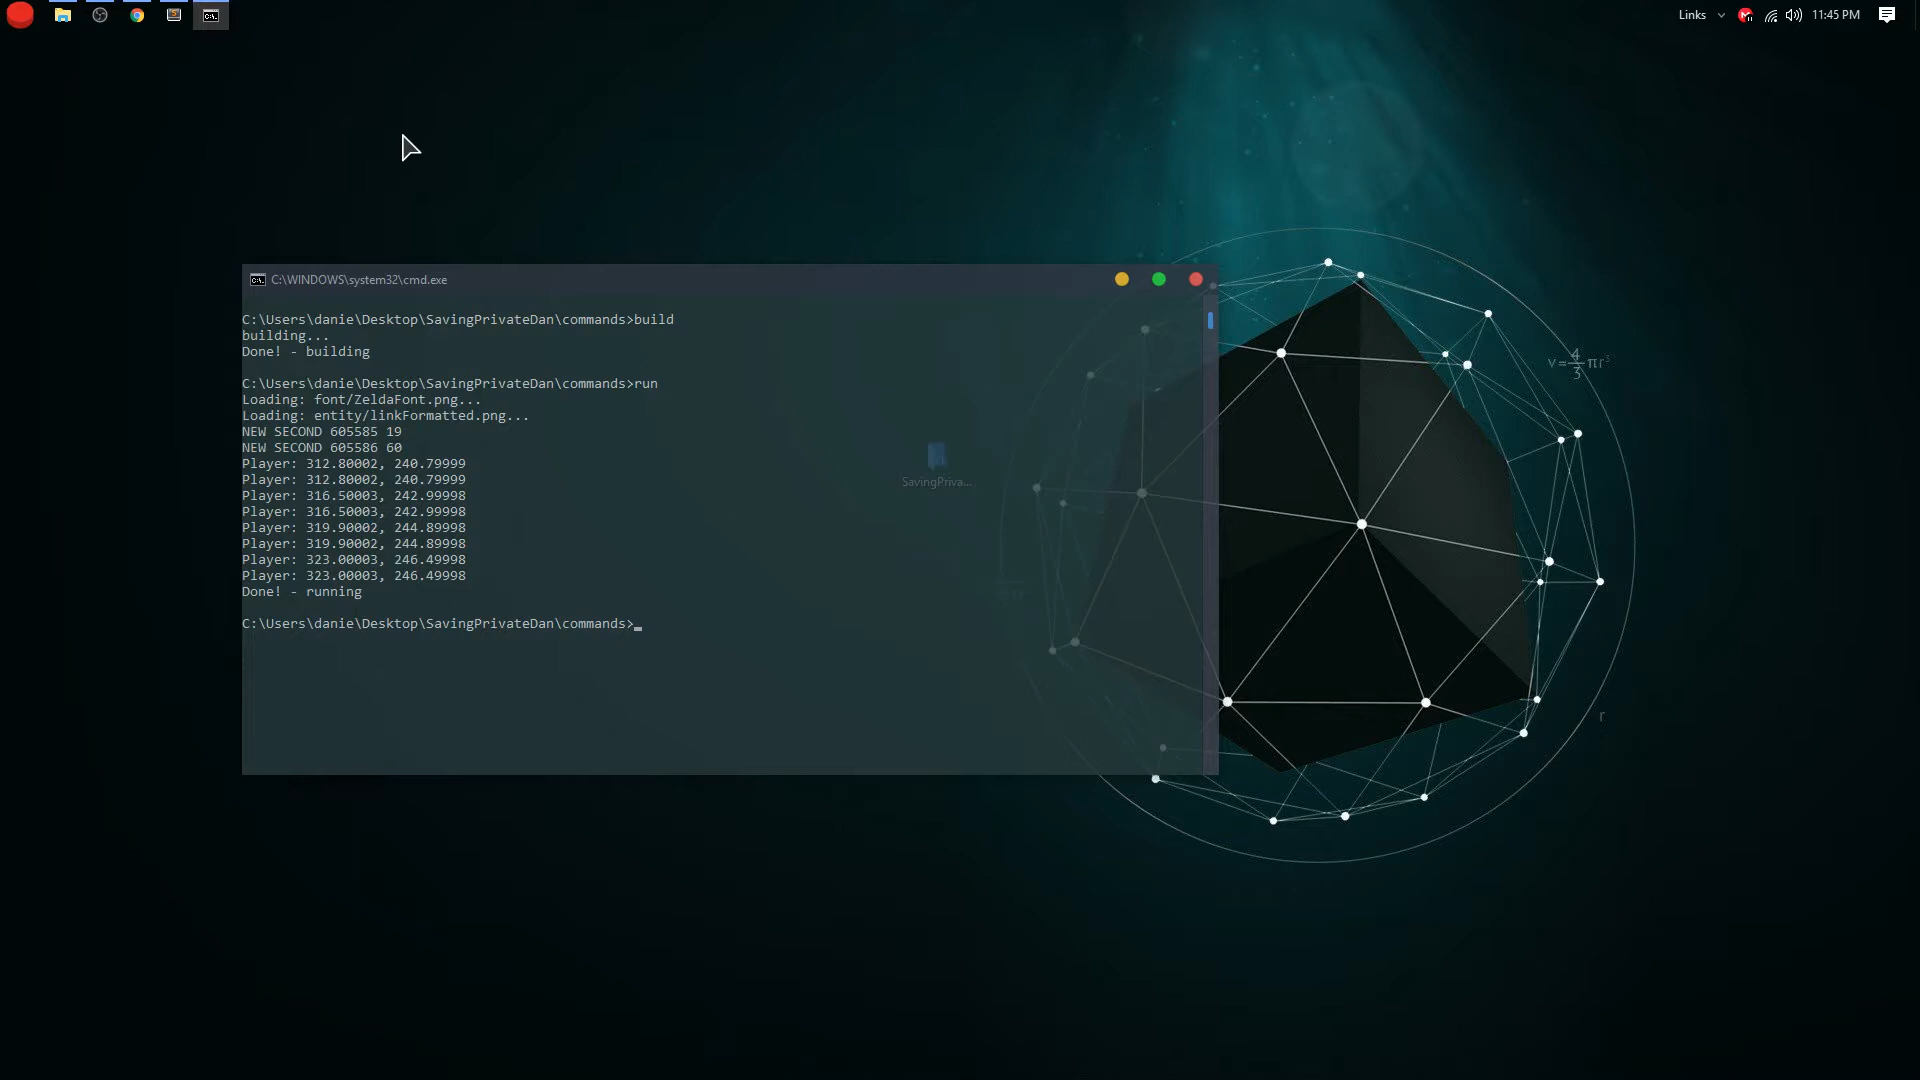 Links
11:45 PM
C:\WINDOWS\system32\cmd.exe
C:\Users\danie\Desktop\SavingPrivateDan\commands>build
building...
Done! - building
C:\Users\danie\Desktop\SavingPrivateDan\commands>run
Loading: font/ZeldaFont.png...
Loading: entity/linkFormatted.png...
NEW SECOND 605585 19
NEW SECOND 605586 60
Player: 312.80002, 240.79999
Player: 312.80002, 240.79999
Player: 316.50003, 242.99998
Player: 316.50003, 242.99998
Player: 319.90002, 244.89998
Player: 319.90002, 244.89998
Player: 323.00003, 246.49998
Player: 323.00003, 246.49998
Done! - running
C:\Users\danie\Desktop\SavingPrivateDan\commands>
SavingPriva...
v=4/3πr³
r